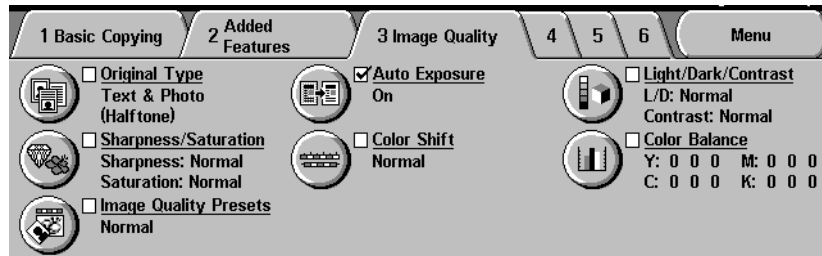 1 Basic Copying
2 Added Features
3 Image Quality
4
5
6
Menu
Original Type
Text & Photo
(Halftone)
Auto Exposure
On
Light/Dark/Contrast
L/D: Normal
Contrast: Normal
Sharpness/Saturation
Sharpness: Normal
Saturation: Normal
Color Shift
Normal
Color Balance
Y: 0 0 0 M: 0 0 0
C: 0 0 0 K: 0 0 0
Image Quality Presets
Normal